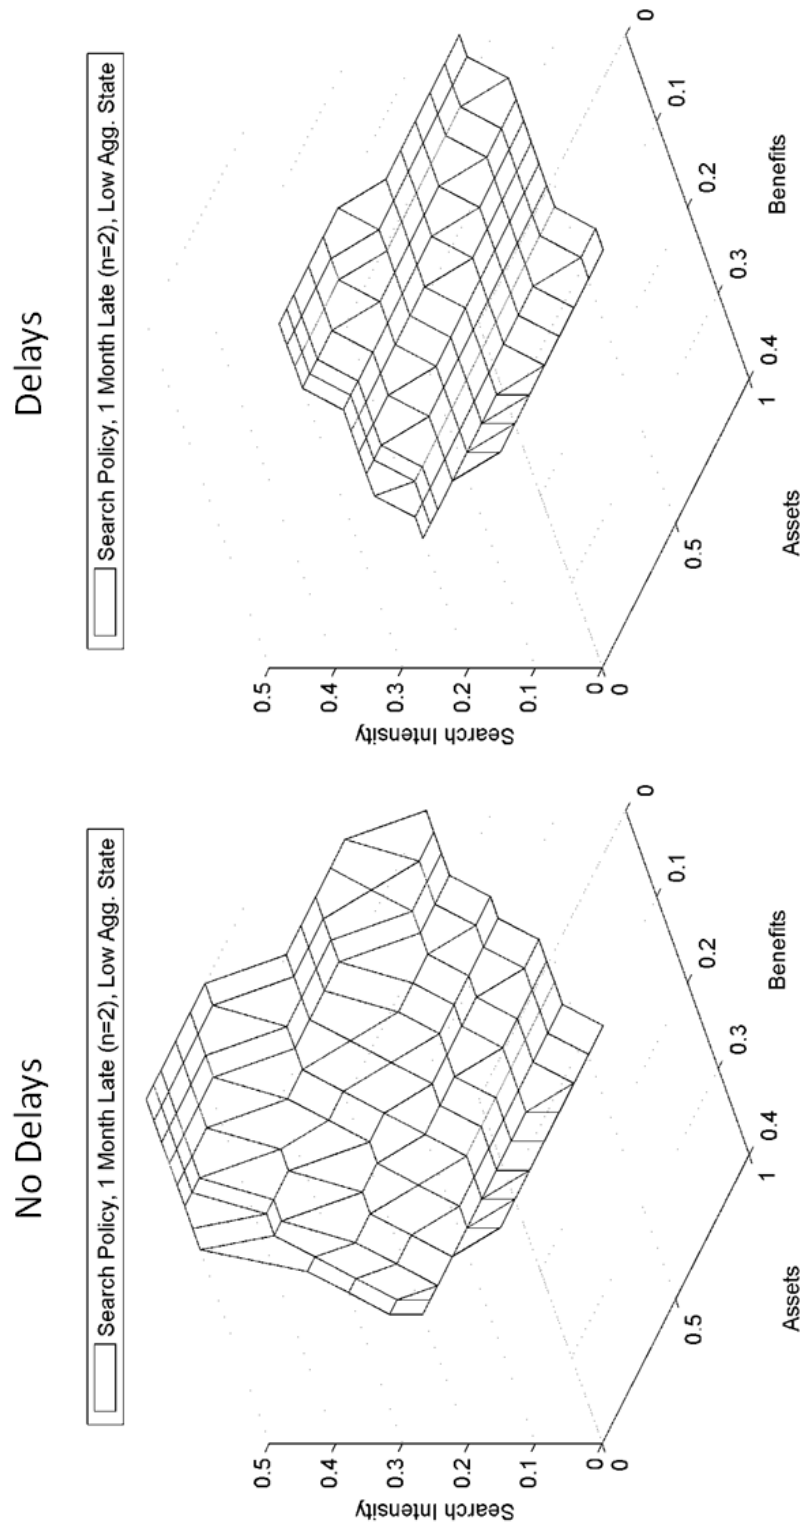 No Delays
Search Policy, 1 Month Late (n=2), Low Agg. State
0.5
0.4
0.3
0.2
0.1
0
Search Intensity
0
0.5
1
Assets
0.4
0.3
0.2
0.1
0
Benefits
Delays
Search Policy, 1 Month Late (n=2), Low Agg. State
0.5
0.4
0.3
0.2
0.1
0
Search Intensity
0
0.5
1
Assets
0.4
0.3
0.2
0.1
0
Benefits